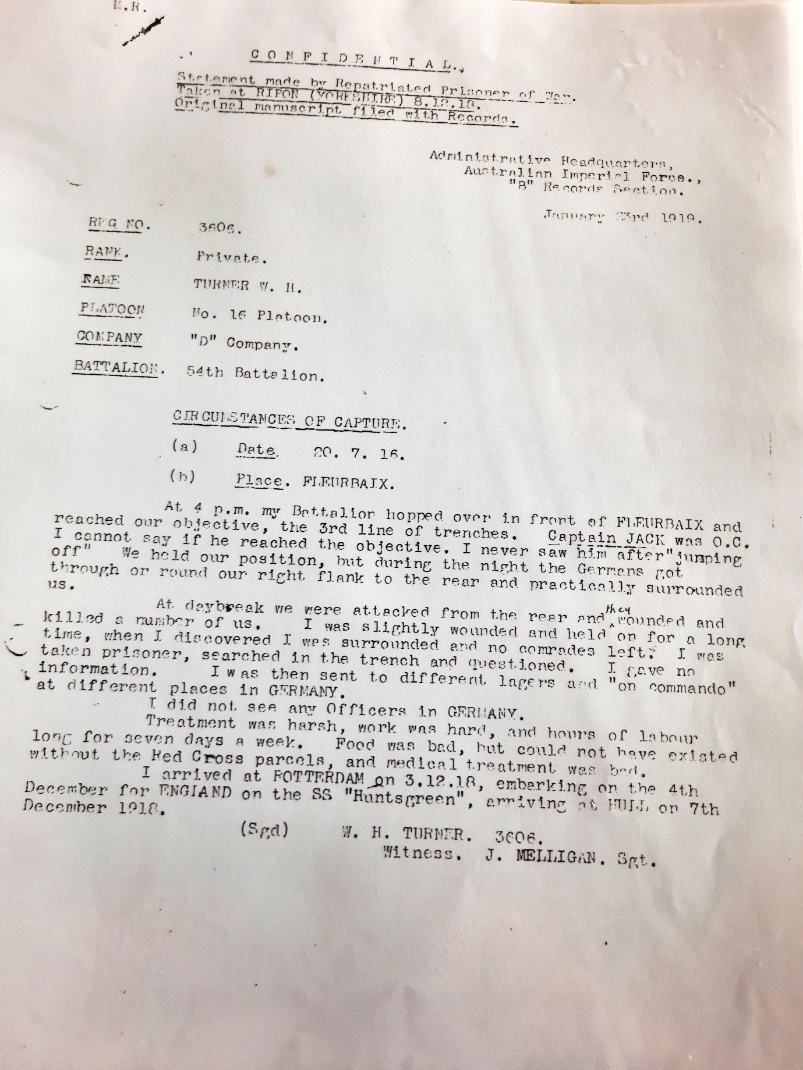 E.R.
C O N F I D E N T I A L.
Statement made by Repatriated Prisoner of War.
Taken at RIPON (YORKSHIRE) 8.12.18.
Original manuscript filed with Records.
Administrative Headquarters,
Australian Imperial Force.,
"B" Records Section.
January 23rd 1919.
REG NO. 3606.
RANK. Private.
NAME TURNER W. H.
PLATOON No. 16 Platoon.
COMPANY "D" Company.
BATTALION. 54th Battalion.
CIRCUMSTANCES OF CAPTURE.
(a) Date. 20. 7. 16.
(b) Place. FLEURBAIX.
At 4 p.m. my Battalion hopped over in front of FLEURBAIX and
reached our objective, the 3rd line of trenches. Captain JACK was O.C.
I cannot say if he reached the objective. I never saw him after "jumping
off" We held our position, but during the night the Germans got
through or round our right flank to the rear and practically surrounded
us.
At daybreak we were attacked from the rear and they wounded and
killed a number of us. I was slightly wounded and held on for a long
time, when I discovered I was surrounded and no comrades left. I was
taken prisoner, searched in the trench and questioned. I gave no
information. I was then sent to different lagers and "on commando"
at different places in GERMANY.
I did not see any Officers in GERMANY.
Treatment was harsh, work was hard, and hours of labour
long for seven days a week. Food was bad, but could not have existed
without the Red Cross parcels, and medical treatment was bad.
I arrived at ROTTERDAM on 3.12.18, embarking on the 4th
December for ENGLAND on the SS "Huntsgreen", arriving at HULL on 7th
December 1918.
(Sgd) W. H. TURNER. 3606.
Witness. J. MELLIGAN. Sgt.